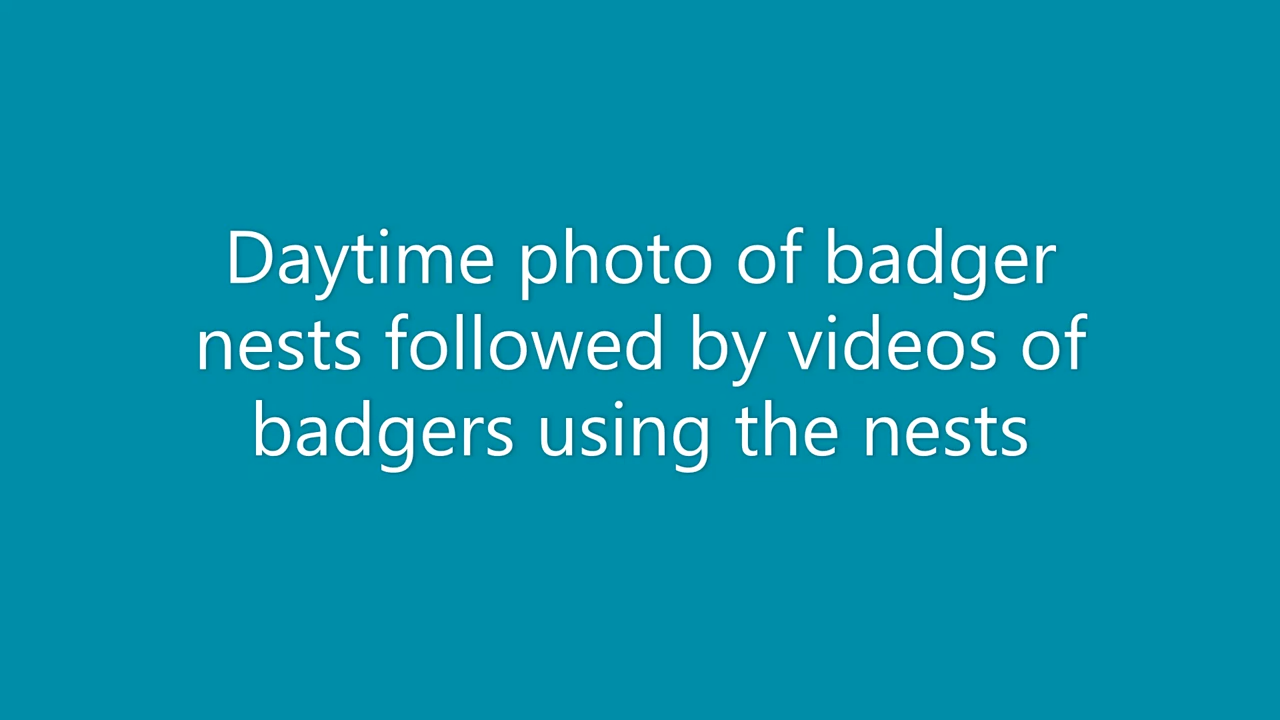 Daytime photo of badger
nests followed by videos of
badgers using the nests